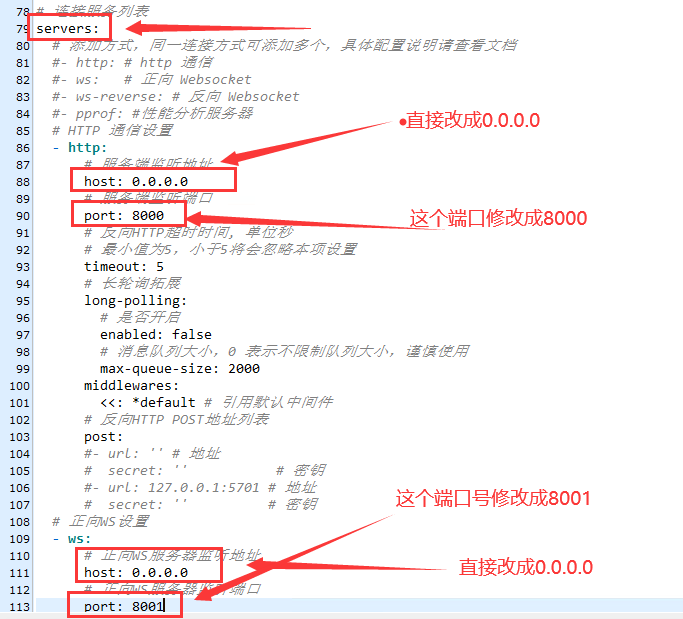 78 # 连接服务列表
79 servers:
80 # 添加方式，同一连接方式可添加多个，具体配置说明请查看文档
81 #- http: # http 通信
82 #- ws: # 正向 Websocket
83 #- ws-reverse: # 反向 Websocket
84 #- pprof: #性能分析服务器
85 # HTTP 通信设置
直接改成0.0.0.0
86 - http:
87 # 服务端监听地址
88 host: 0.0.0.0
89 # 服务端监听端口
90 port: 8000
这个端口修改成8000
91 # 反向HTTP超时时间, 单位秒
92 # 最小值为5，小于5将会忽略本项设置
93 timeout: 5
94 # 长轮询拓展
95 long-polling:
96 # 是否开启
97 enabled: false
98 # 消息队列大小，0 表示不限制队列大小，谨慎使用
99 max-queue-size: 2000
100 middlewares:
101 <<: *default # 引用默认中间件
102 # 反向HTTP POST地址列表
103 post:
104 #- url: '' # 地址
105 # secret: '' # 密钥
106 #- url: 127.0.0.1:5701 # 地址
107 # secret: '' # 密钥
这个端口号修改成8001
108 # 正向WS设置
109 - ws:
110 # 正向WS服务器监听地址
111 host: 0.0.0.0
直接改成0.0.0.0
112 # 正向WS服务器监听端口
113 port: 8001